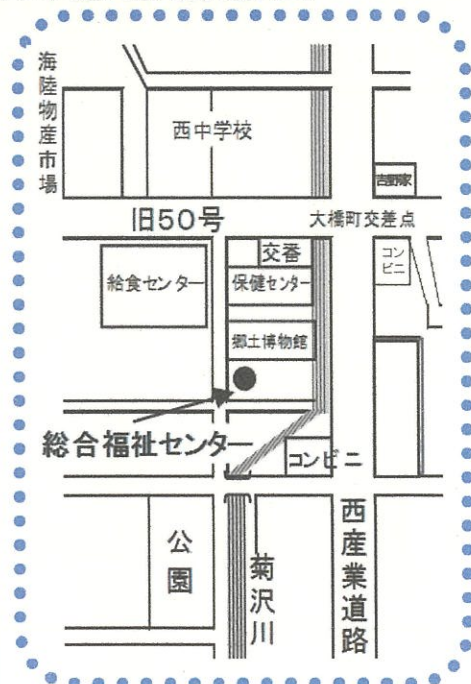 海陸物産市場
西中学校
吉野家
旧50号
大橋町交差点
交番
コンビニ
給食センター
保健センター
郷土博物館
総合福祉センター
コンビニ
公園
菊沢川
西産業道路